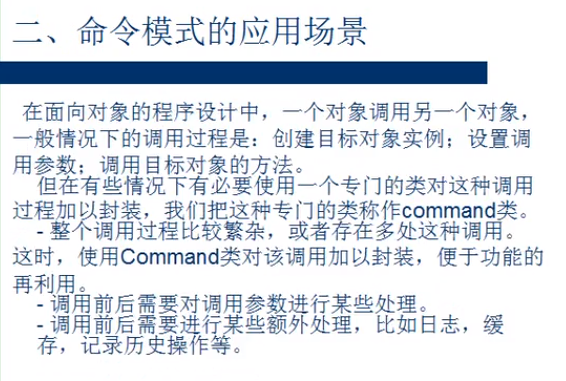 二、命令模式的应用场景
在面向对象的程序设计中，一个对象调用另一个对象，
一般情况下的调用过程是：创建目标对象实例；设置调
用参数；调用目标对象的方法。
但在有些情况下有必要使用一个专门的类对这种调用
过程加以封装，我们把这种专门的类称作command类。
- 整个调用过程比较繁杂，或者存在多处这种调用。
这时，使用Command类对该调用加以封装，便于功能的
再利用。
- 调用前后需要对调用参数进行某些处理。
- 调用前后需要进行某些额外处理，比如日志，缓
存，记录历史操作等。